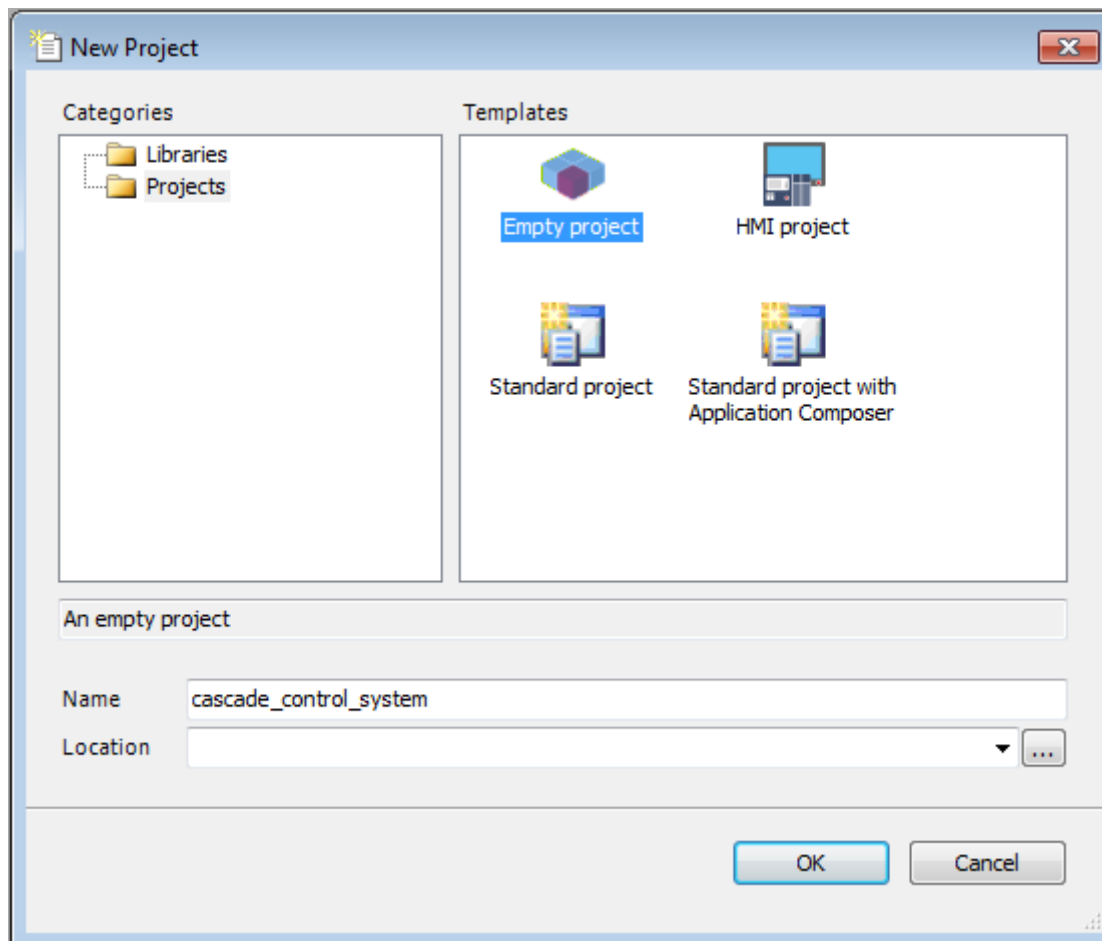 New Project
Categories
Templates
Libraries
Projects
Empty project
HMI project
Standard project
Standard project with
Application Composer
An empty project
Name
cascade_control_system
Location
...
OK
Cancel